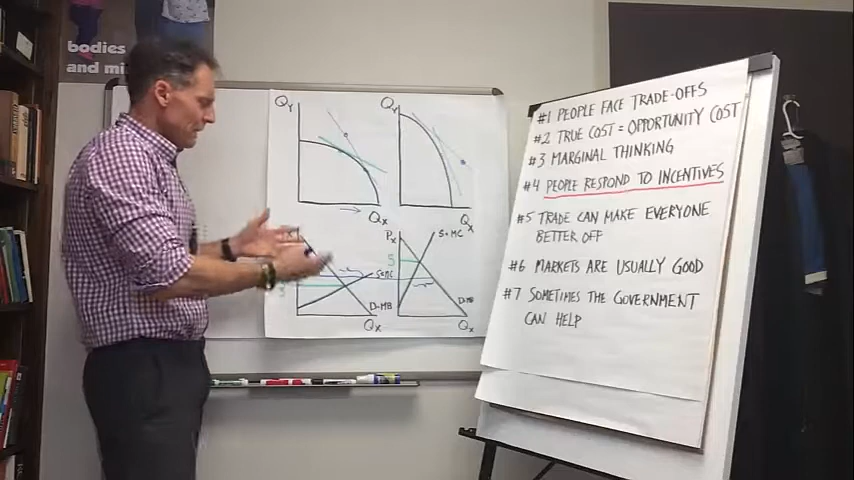 bodies
and mi
Qy
Qx
Qy
Qx
S=MC
D=MB
Qx
Px
S=MC
5
D=MB
Qx
#1 PEOPLE FACE TRADE-OFFS
#2 TRUE COST = OPPORTUNITY COST
#3 MARGINAL THINKING
#4 PEOPLE RESPOND TO INCENTIVES
#5 TRADE CAN MAKE EVERYONE
BETTER OFF
#6 MARKETS ARE USUALLY GOOD
#7 SOMETIMES THE GOVERNMENT
CAN HELP